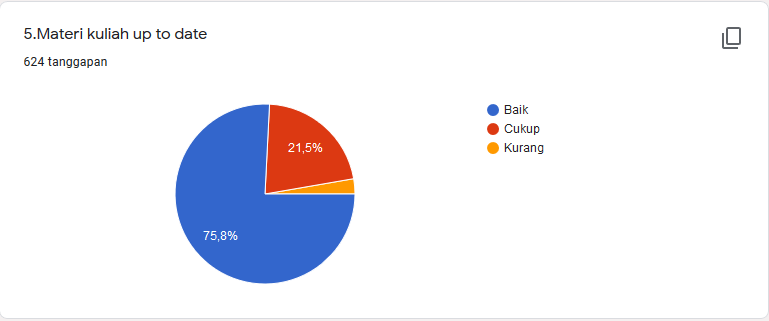 5.Materi kuliah up to date
624 tanggapan
Baik
Cukup
Kurang
21,5%
75,8%